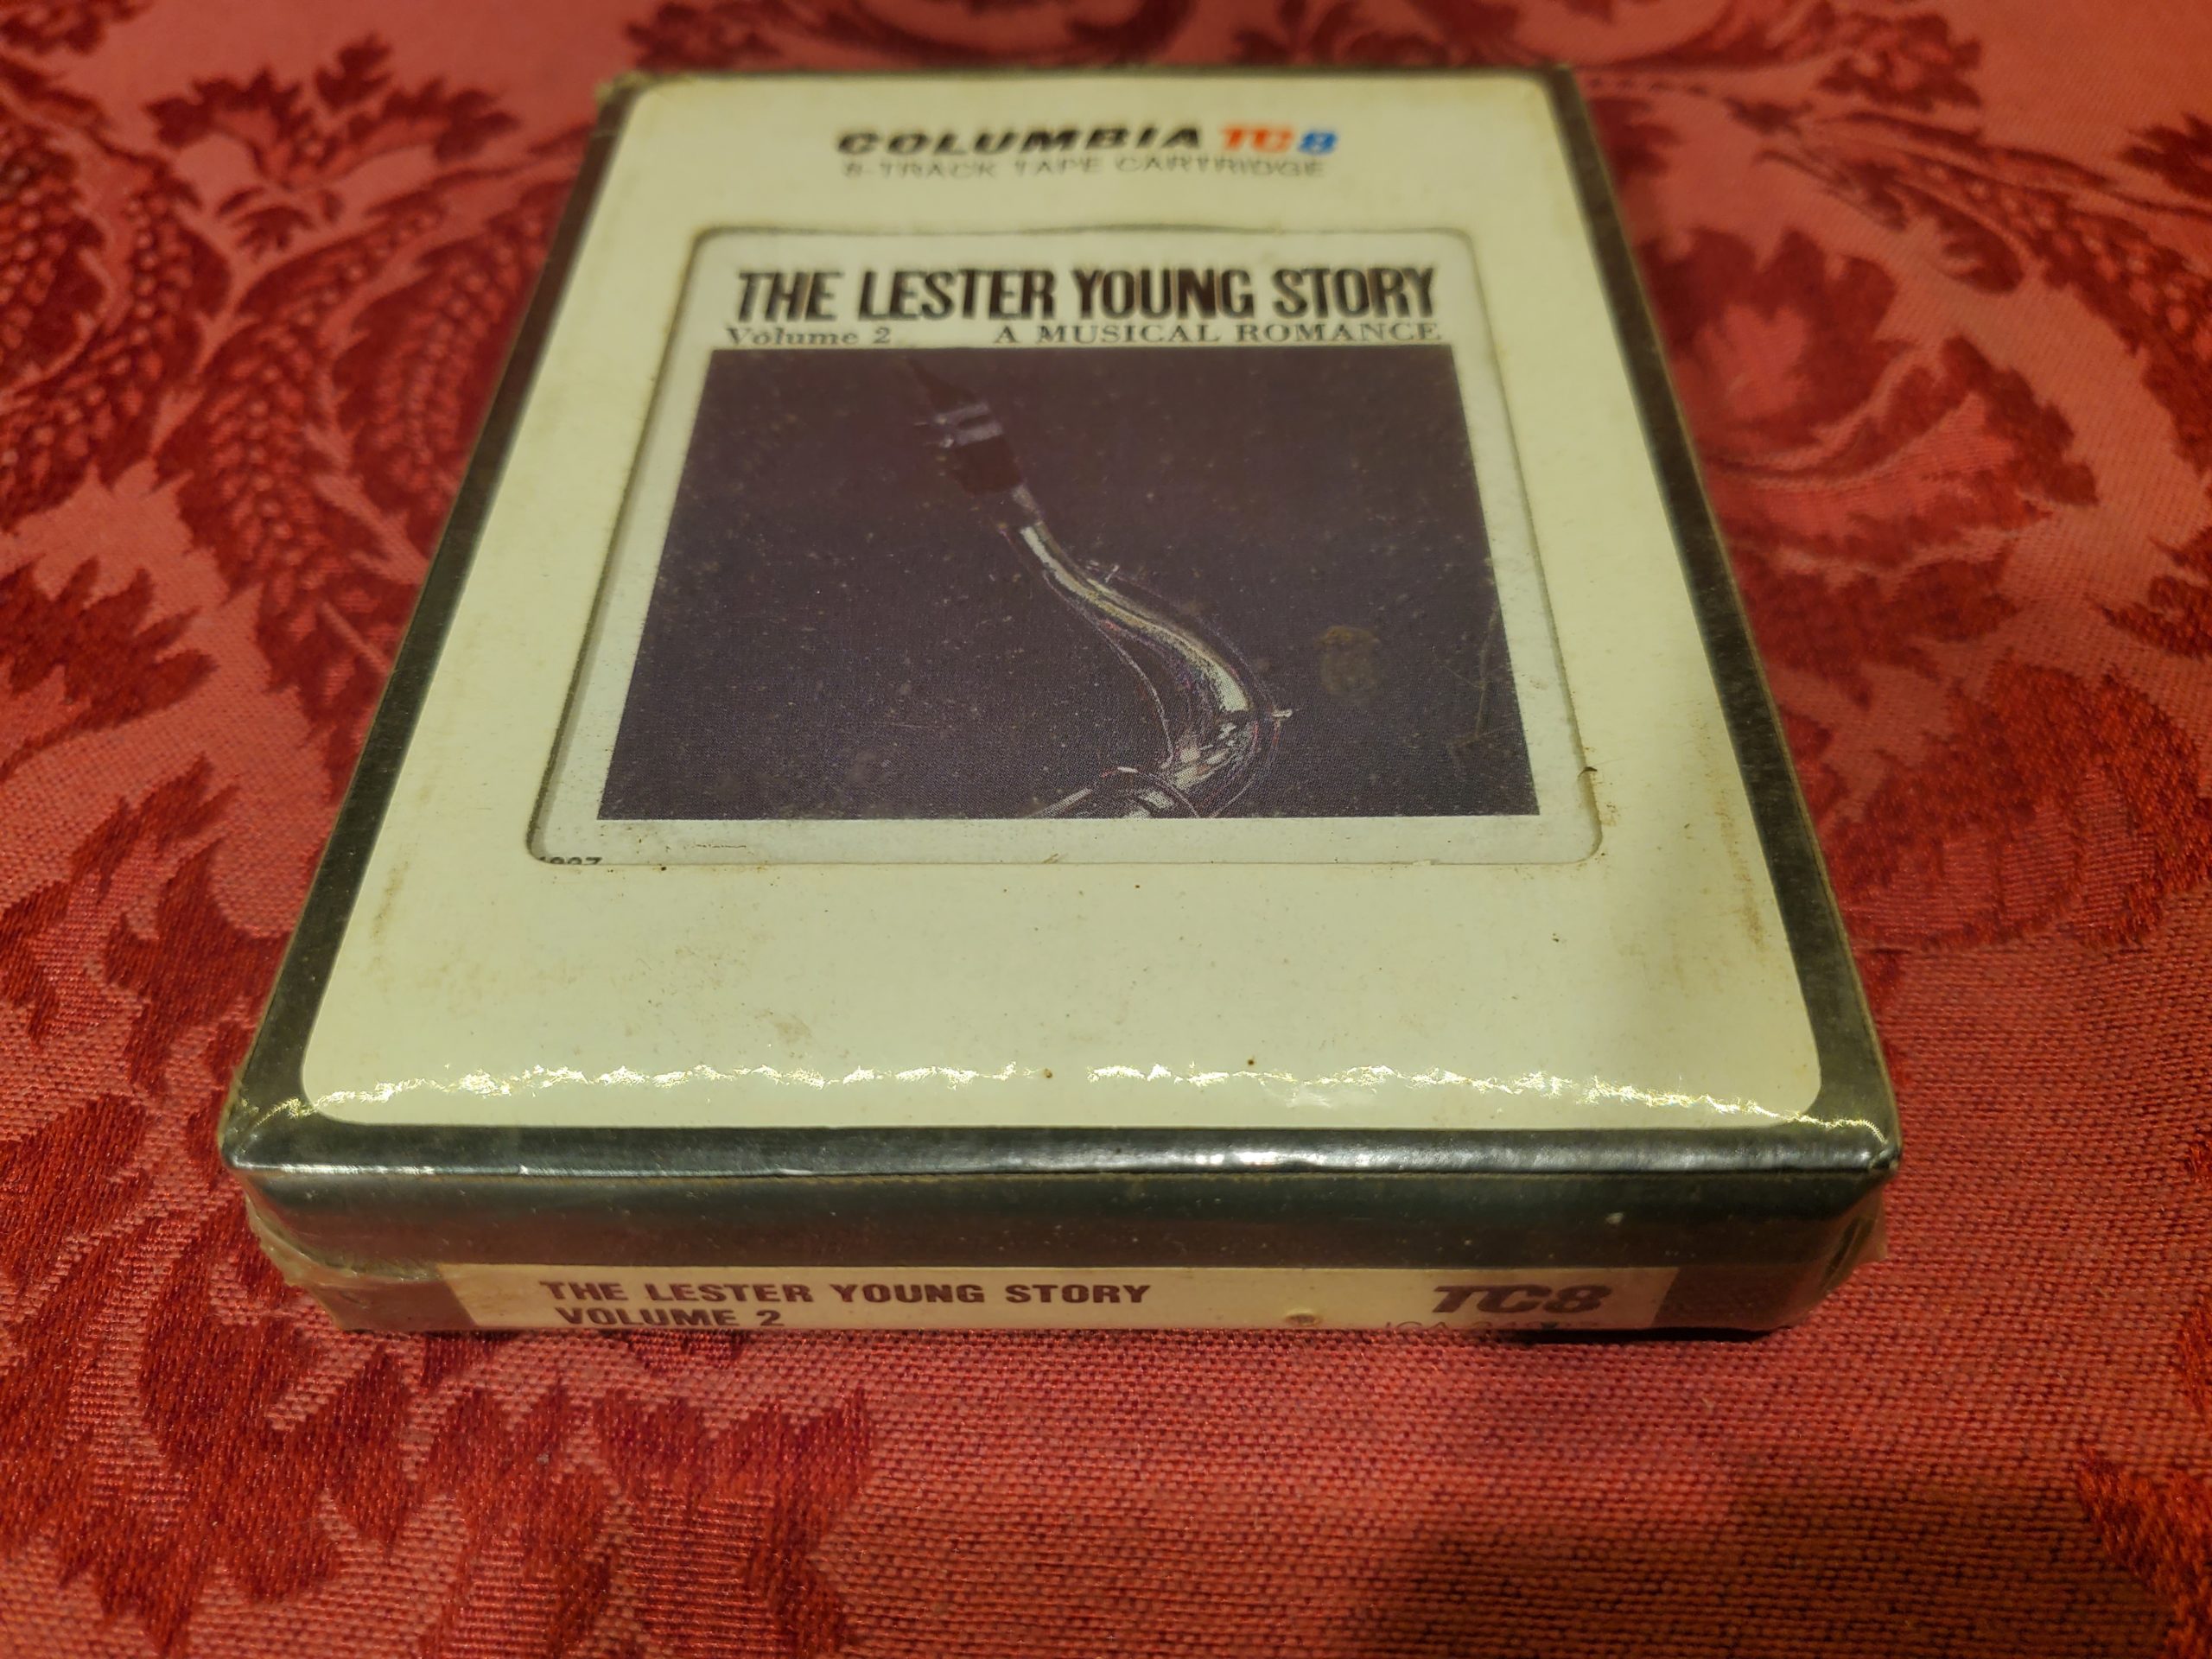 COLUMBIA TC8
8-TRACK TAPE CARTRIDGE
THE LESTER YOUNG STORY
Volume 2 A MUSICAL ROMANCE
THE LESTER YOUNG STORY
VOLUME 2
TC8